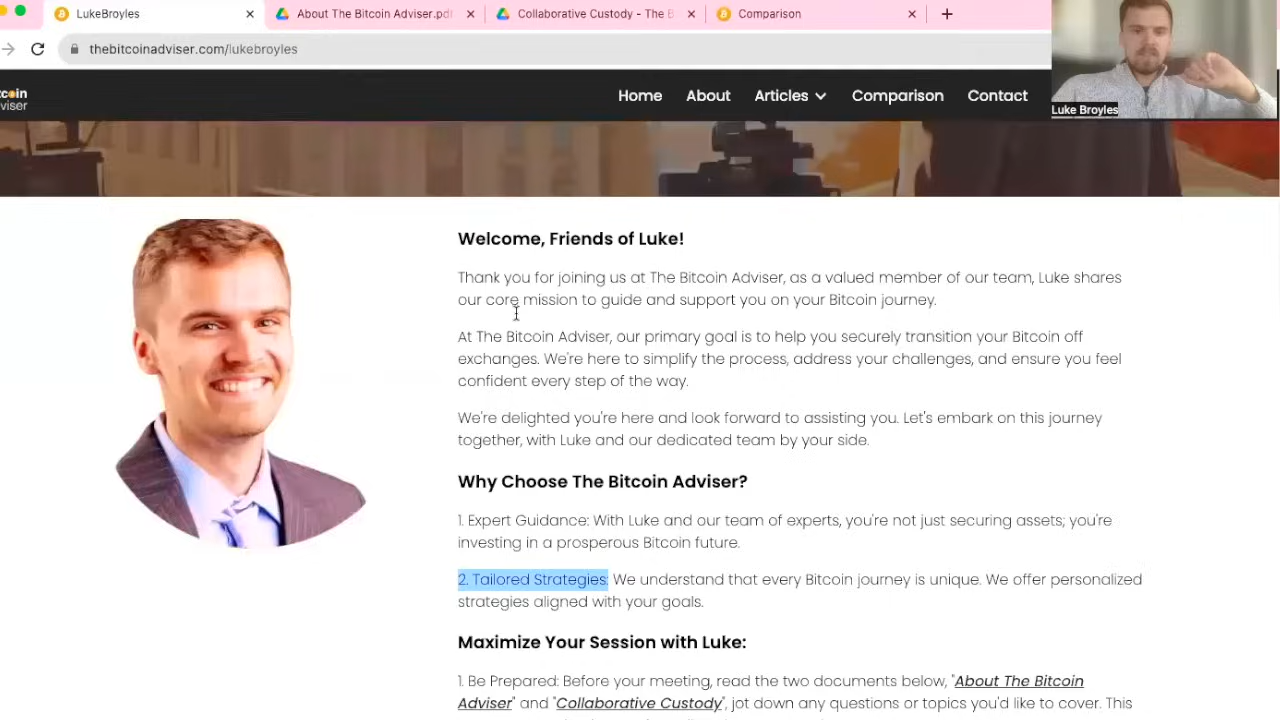 LukeBroyles
About The Bitcoin Adviser.pdf
Collaborative Custody - The B
Comparison
thebitcoinadviser.com/lukebroyles
tcoin
viser
Home
About
Articles
Comparison
Contact
Luke Broyles
Welcome, Friends of Luke!
Thank you for joining us at The Bitcoin Adviser, as a valued member of our team, Luke shares
our core mission to guide and support you on your Bitcoin journey.
At The Bitcoin Adviser, our primary goal is to help you securely transition your Bitcoin off
exchanges. We're here to simplify the process, address your challenges, and ensure you feel
confident every step of the way.
We're delighted you're here and look forward to assisting you. Let's embark on this journey
together, with Luke and our dedicated team by your side.
Why Choose The Bitcoin Adviser?
1. Expert Guidance: With Luke and our team of experts, you're not just securing assets; you're
investing in a prosperous Bitcoin future.
2. Tailored Strategies: We understand that every Bitcoin journey is unique. We offer personalized
strategies aligned with your goals.
Maximize Your Session with Luke:
1. Be Prepared: Before your meeting, read the two documents below, "About The Bitcoin
Adviser" and "Collaborative Custody", jot down any questions or topics you'd like to cover. This